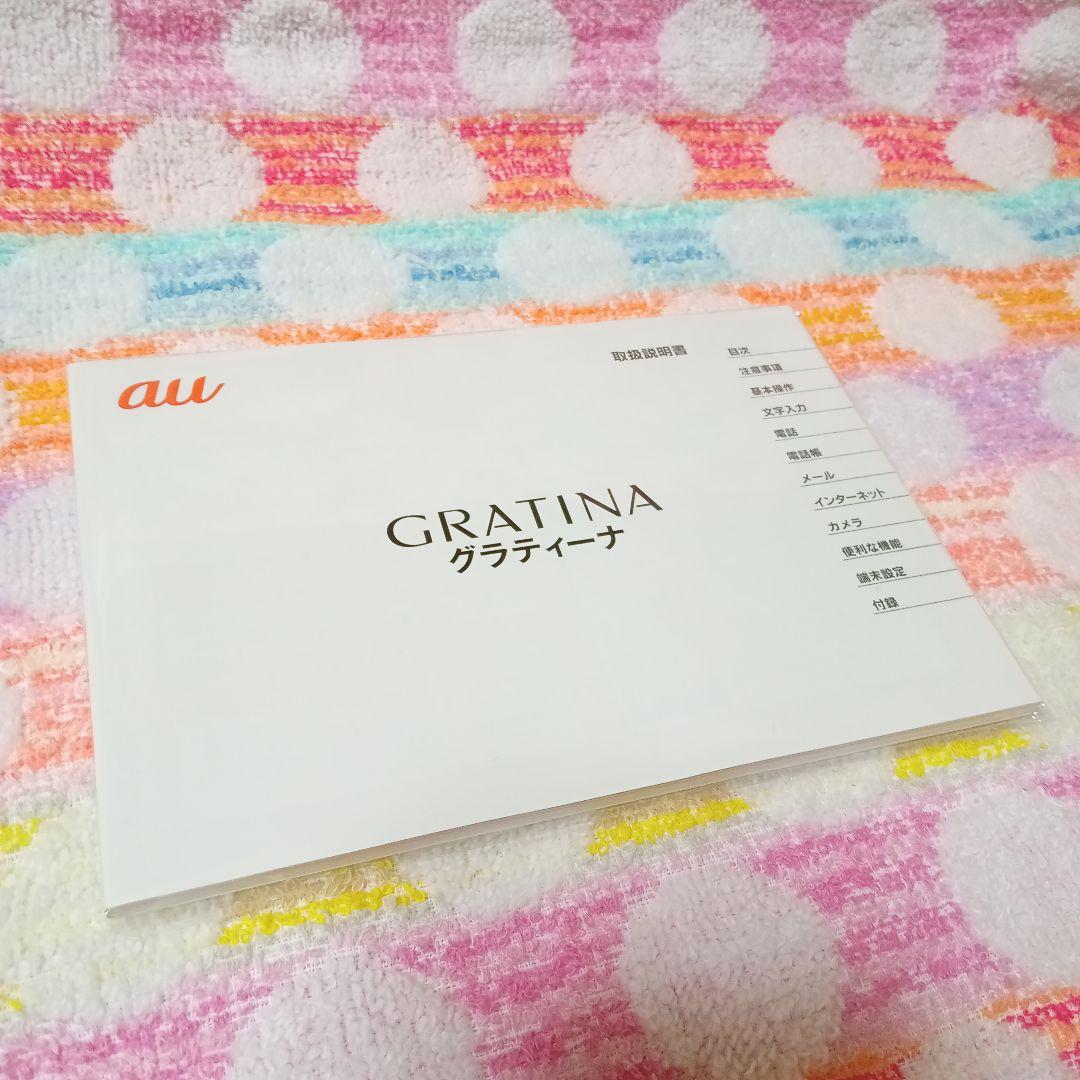 au
取扱説明書
GRATINA
グラティーナ
目次
注意事項
基本操作
文字入力
電話
電話帳
メール
インターネット
カメラ
便利な機能
端末設定
付録